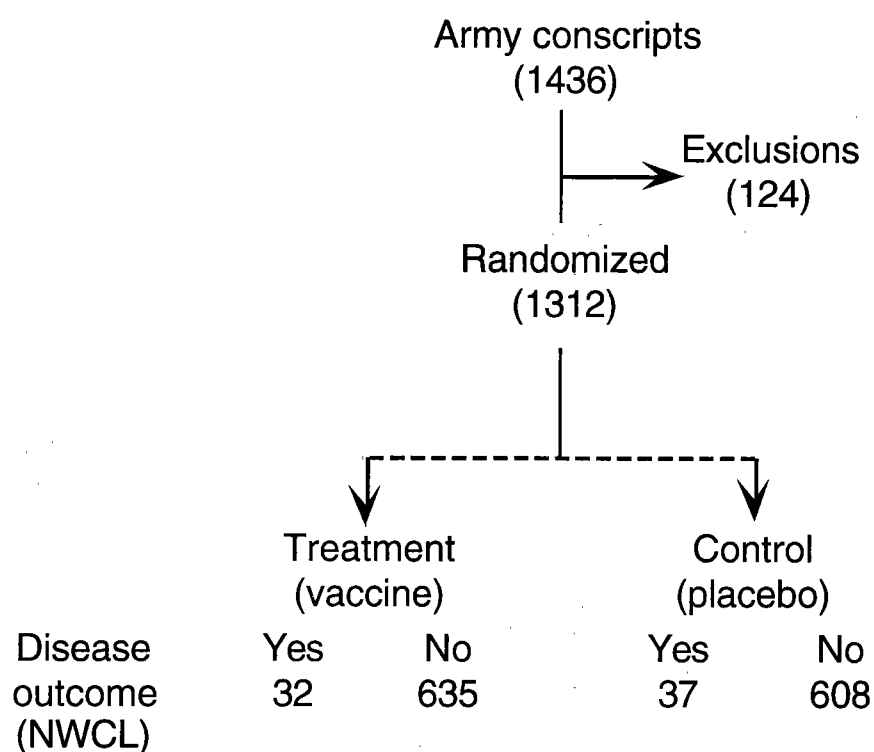 Army conscripts
(1436)
Exclusions
(124)
Randomized
(1312)
Treatment
(vaccine)
Control
(placebo)
Disease
outcome
(NWCL)
Yes No
32 635
Yes No
37 608